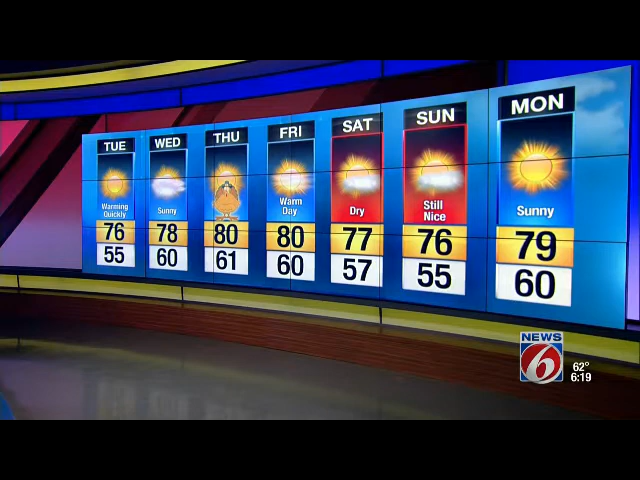 TUE
Warming
Quickly
76
55
WED
Sunny
78
60
THU
80
61
FRI
Warm
Day
80
60
SAT
Dry
77
57
SUN
Still
Nice
76
55
MON
Sunny
79
60
NEWS
6
62°
6:19